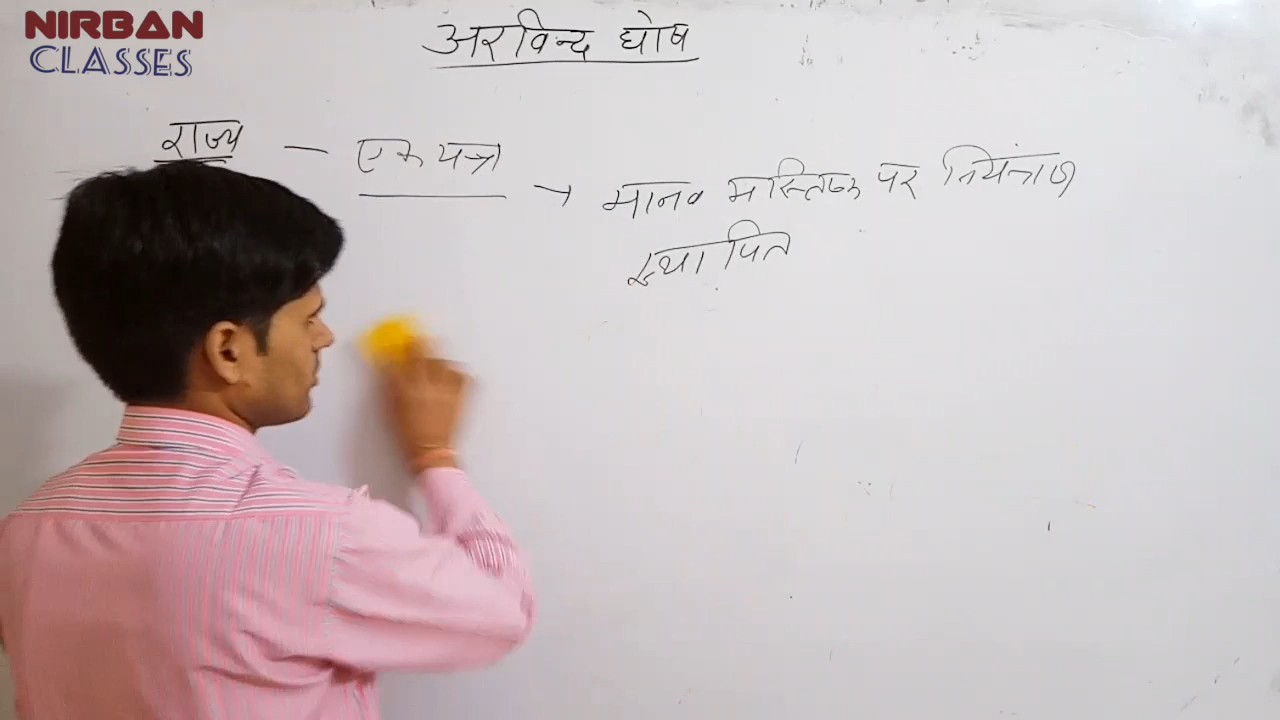 NIRBAN
CLASSES
अरविन्द घोष
राज्य – एक यन्त्र
→ मानव मस्तिष्क पर नियंत्रण
स्थापित